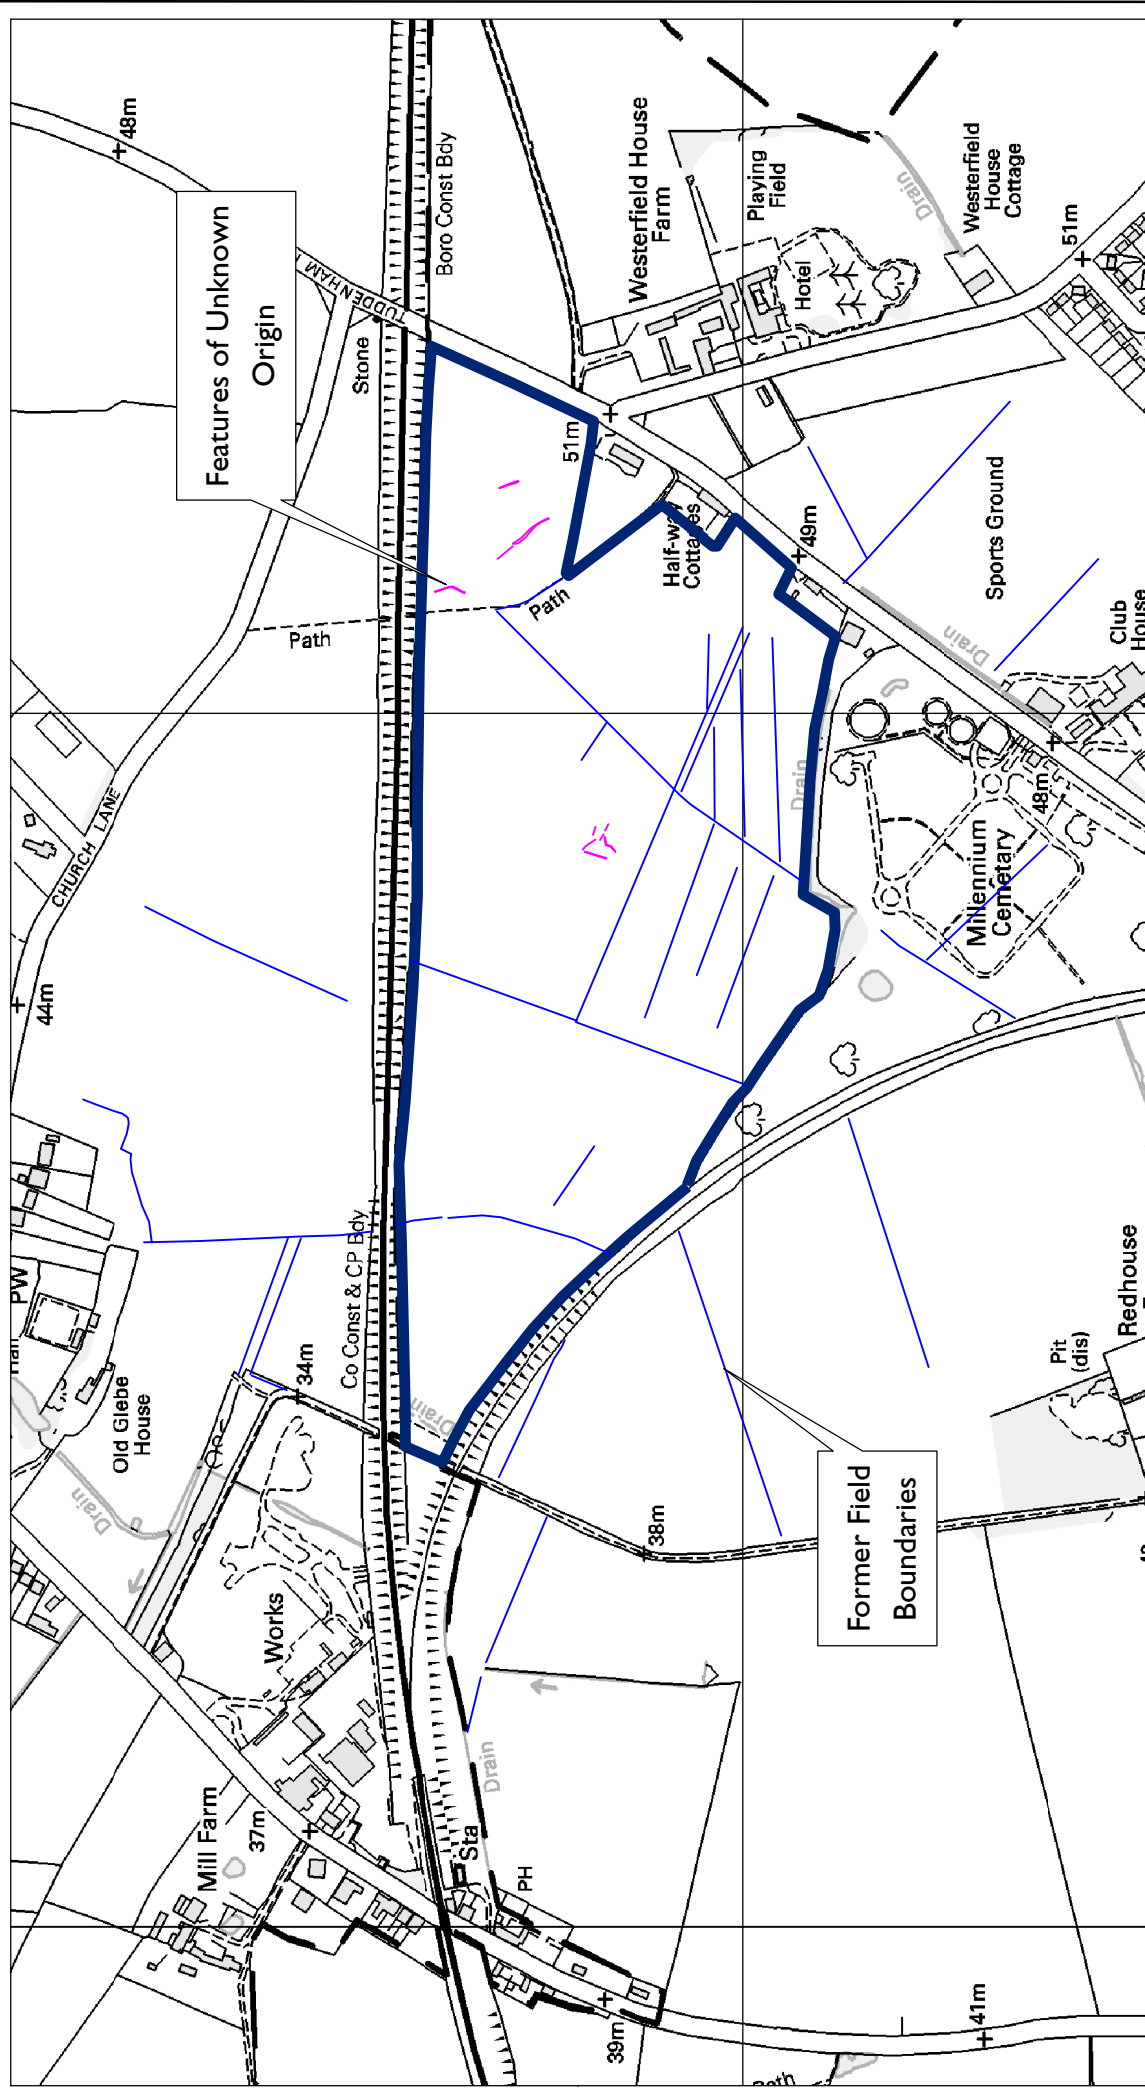 48m
Features of Unknown
Origin
TUDDENHAM
Stone
Boro Const Bdy
Westerfield House
Farm
Playing
Field
Drain
Westerfield
House
Cottage
51m
Hotel
51m
Half-way
Cottages
49m
Path
Path
Sports Ground
Drain
Club
House
CHURCH LANE
44m
Drain
48m
Millennium
Cemetary
Co Const & CP Bdy
PW
Old Glebe
House
34m
Drain
Drain
Redhouse
Pit
(dis)
38m
Former Field
Boundaries
Works
Mill Farm
37m
Drain
Sta
PH
39m
41m